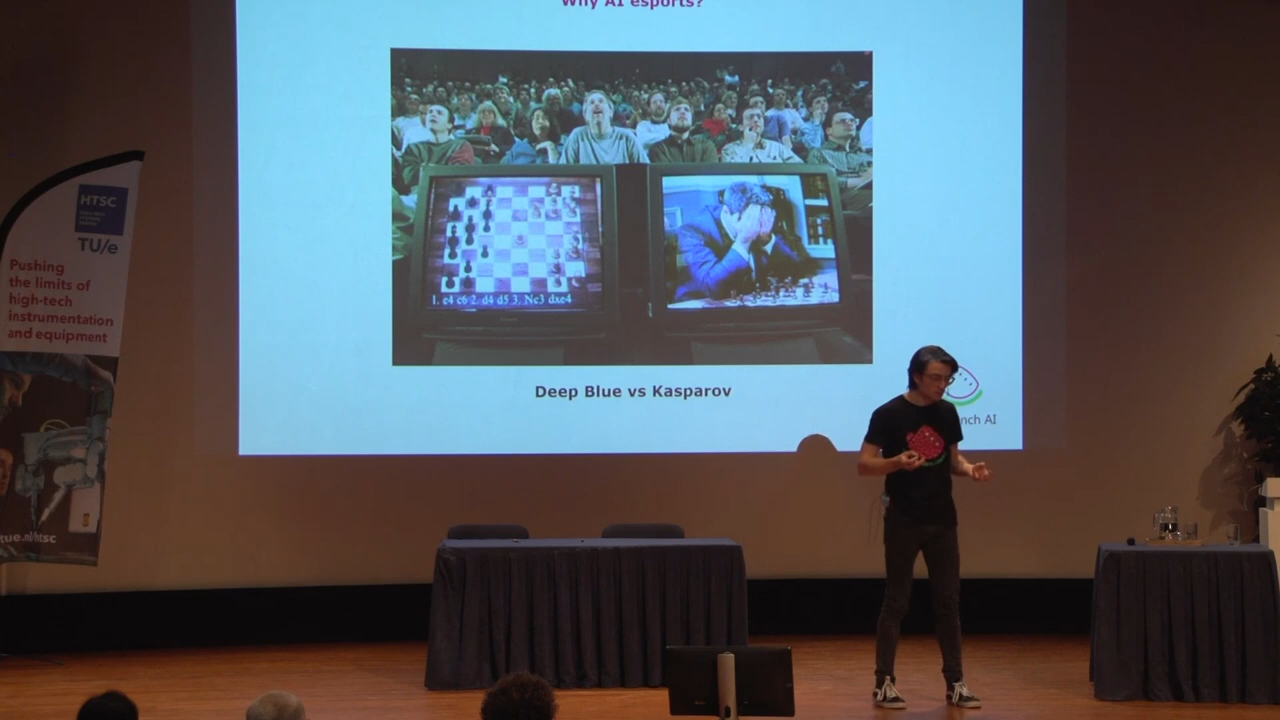 Why AI esports?
1. e4 c6 2. d4 d5 3. Nc3 dxe4
Deep Blue vs Kasparov
nch AI
HTSC
TU/e
Pushing
the limits of
high-tech
instrumentation
and equipment
tue.nl/htsc